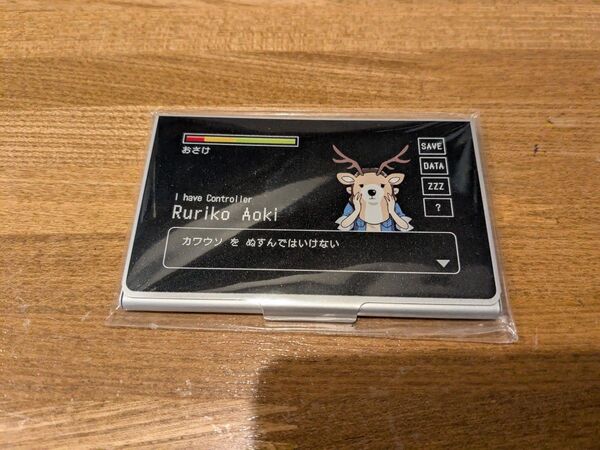 おさけ
SAVE
DATA
ZZZ
?
I have Controller
Ruriko Aoki
カワウソ を ぬすんではいけない